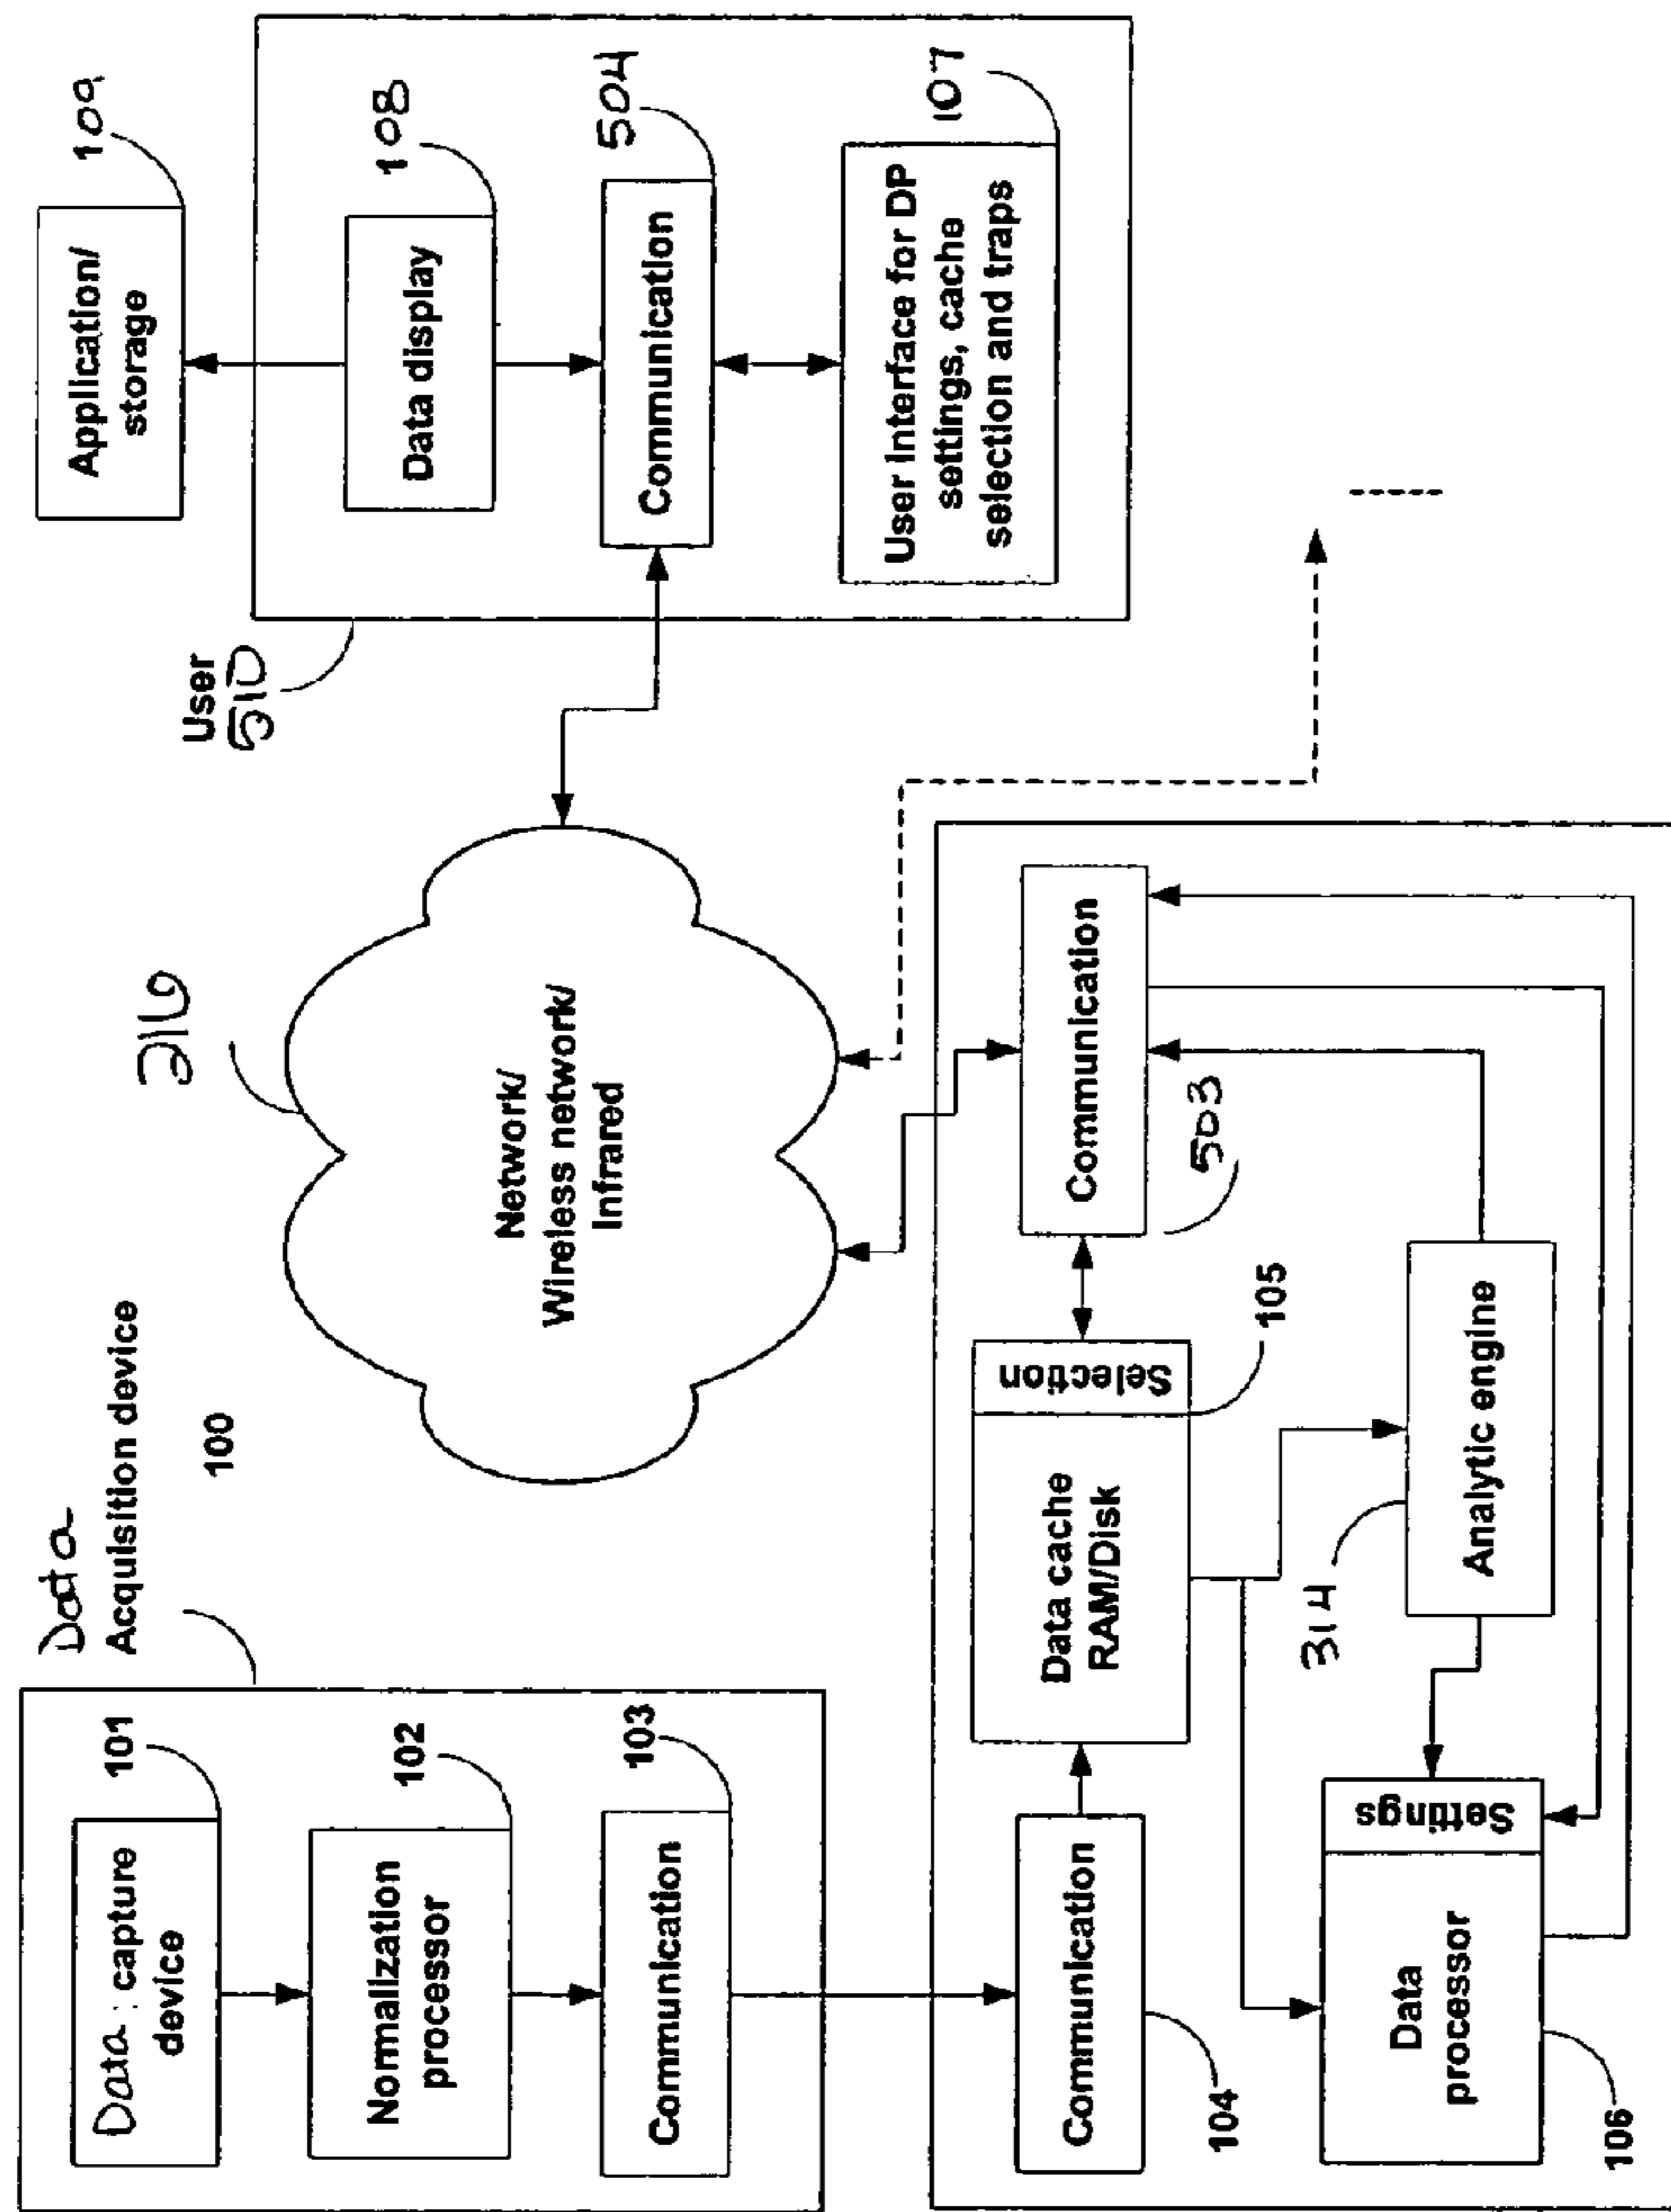 Data
Acquisition device
100
Data : capture
device
101
Normalization
processor
102
Communication
103
216
Network/
Wireless network/
Infrared
User
510
Application/
storage
109
Data display
108
Communication
504
User Interface for DP
settings, cache
selection and traps
107
Communication
104
Data cache
RAM/Disk
Selection
105
Communication
503
Data
processor
Settings
106
Analytic engine
314